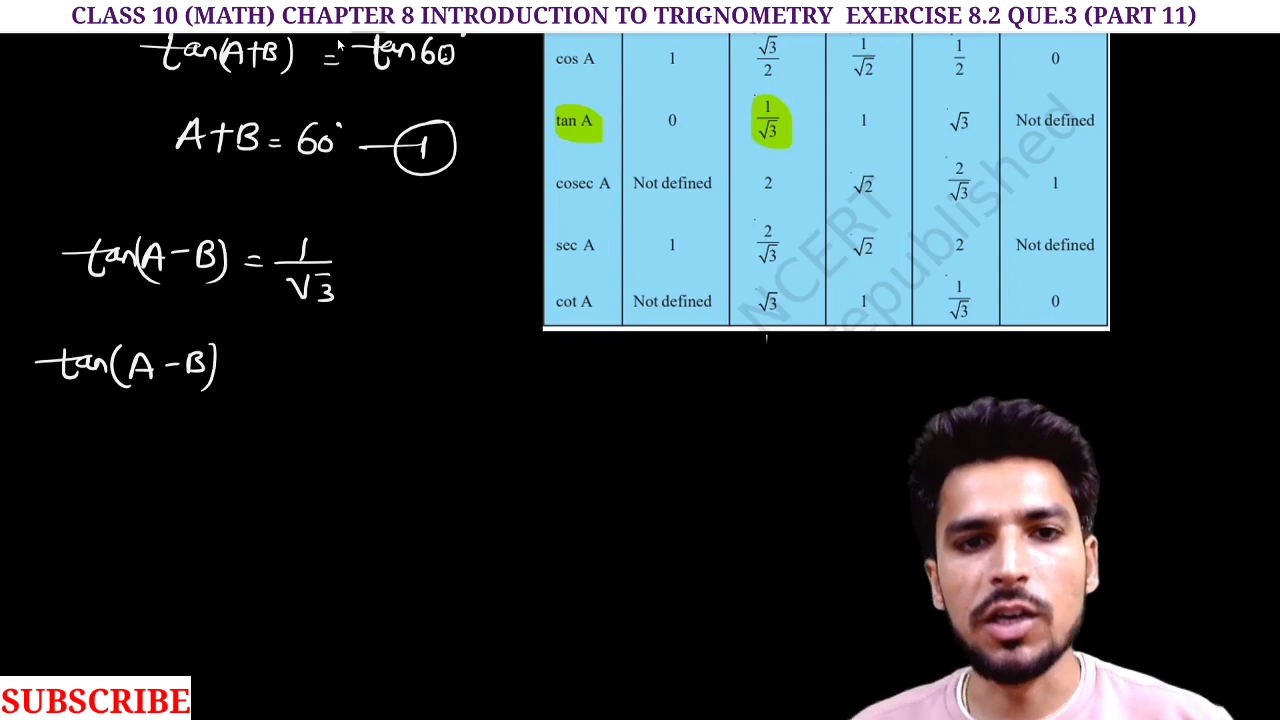 CLASS 10 (MATH) CHAPTER 8 INTRODUCTION TO TRIGNOMETRY EXERCISE 8.2 QUE.3 (PART 11)
tan(A+B) = tan60°
A+B = 60° — 1
tan(A-B) = 1/√3
tan(A-B)
cos A 1 √3/2 1/√2 1/2 0
tan A 0 1/√3 1 √3 Not defined
cosec A Not defined 2 √2 2/√3 1
sec A 1 2/√3 √2 2 Not defined
cot A Not defined √3 1 1/√3 0
NCERT
republished
SUBSCRIBE